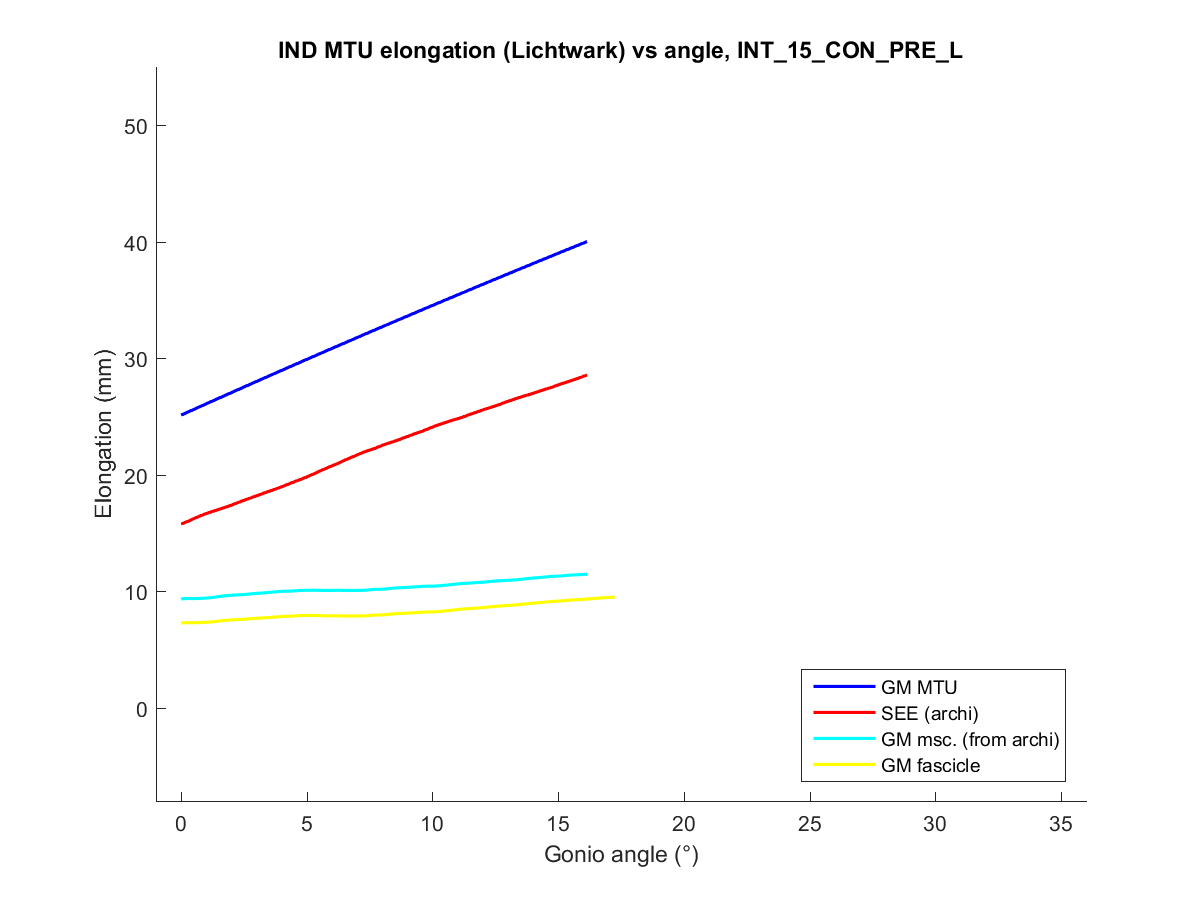 IND MTU elongation (Lichtwark) vs angle, INT_15_CON_PRE_L
50
40
30
20
10
0
Elongation (mm)
0 5 10 15 20 25 30 35
Gonio angle (°)
GM MTU
SEE (archi)
GM msc. (from archi)
GM fascicle